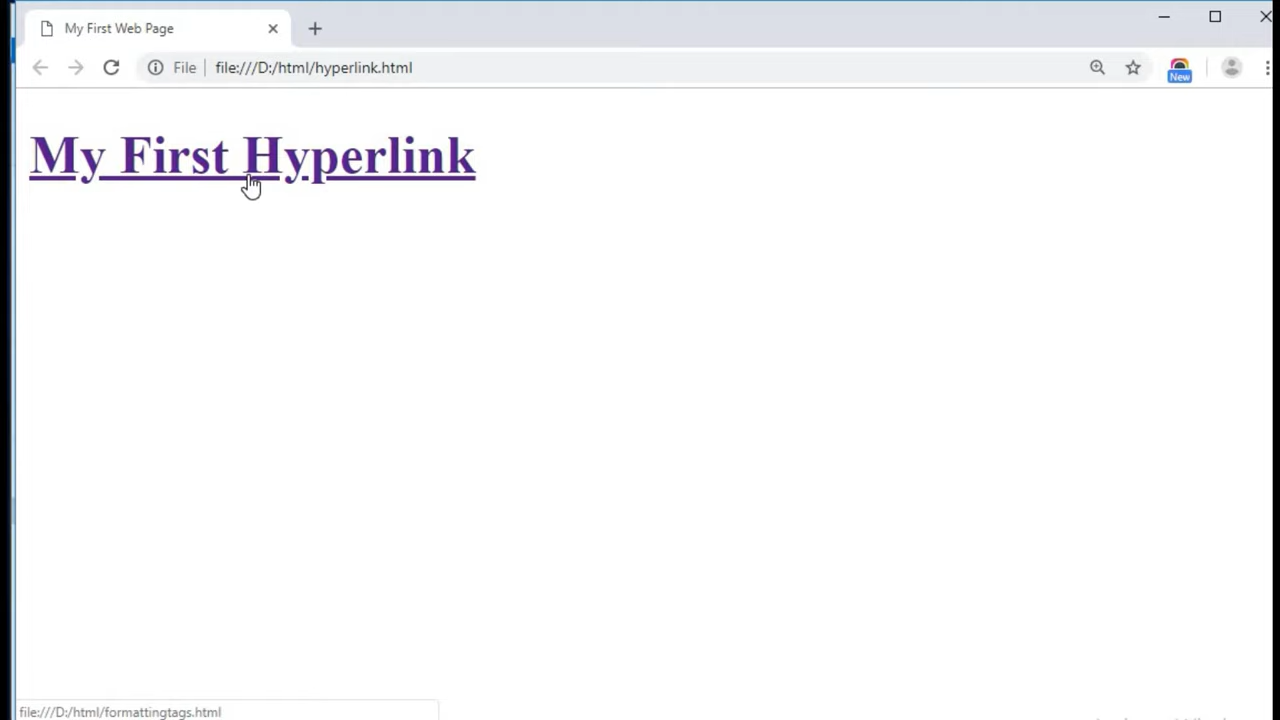 My First Web Page
File file:///D:/html/hyperlink.html
New
My First Hyperlink
file:///D:/html/formattingtags.html